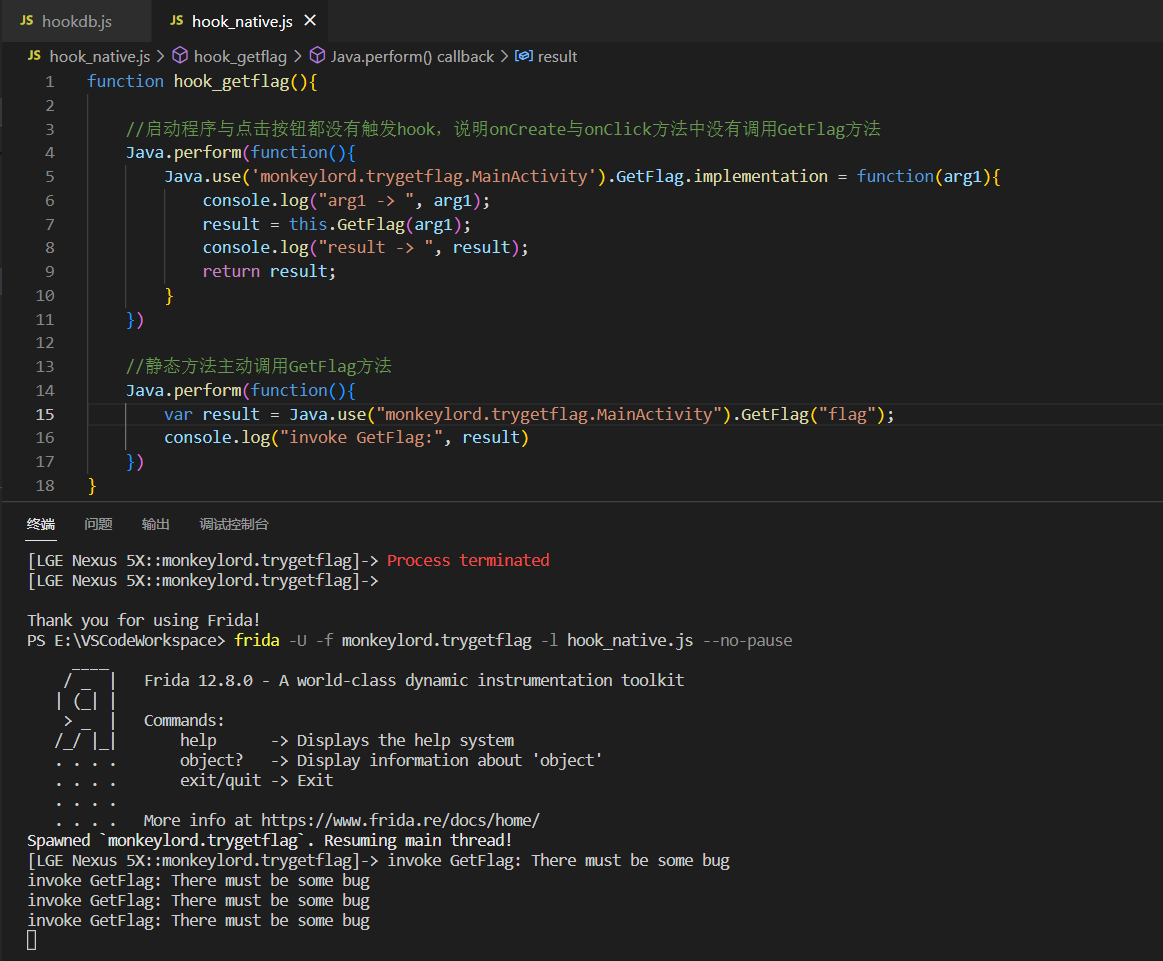 JS hookdb.js JS hook_native.js ×
JS hook_native.js > hook_getflag > Java.perform() callback > result
1 function hook_getflag(){
2
3 //启动程序与点击按钮都没有触发hook，说明onCreate与onClick方法中没有调用GetFlag方法
4 Java.perform(function(){
5 Java.use('monkeylord.trygetflag.MainActivity').GetFlag.implementation = function(arg1){
6 console.log("arg1 -> ", arg1);
7 result = this.GetFlag(arg1);
8 console.log("result -> ", result);
9 return result;
10 }
11 })
12
13 //静态方法主动调用GetFlag方法
14 Java.perform(function(){
15 var result = Java.use("monkeylord.trygetflag.MainActivity").GetFlag("flag");
16 console.log("invoke GetFlag:", result)
17 })
18 }
终端 问题 输出 调试控制台
[LGE Nexus 5X::monkeylord.trygetflag]-> Process terminated
[LGE Nexus 5X::monkeylord.trygetflag]->
Thank you for using Frida!
PS E:\VSCodeWorkspace> frida -U -f monkeylord.trygetflag -l hook_native.js --no-pause
____
/ _ | Frida 12.8.0 - A world-class dynamic instrumentation toolkit
| (_| |
> _ | Commands:
/_/ |_| help -> Displays the help system
. . . . object? -> Display information about 'object'
. . . . exit/quit -> Exit
. . . .
. . . . More info at https://www.frida.re/docs/home/
Spawned `monkeylord.trygetflag`. Resuming main thread!
[LGE Nexus 5X::monkeylord.trygetflag]-> invoke GetFlag: There must be some bug
invoke GetFlag: There must be some bug
invoke GetFlag: There must be some bug
invoke GetFlag: There must be some bug